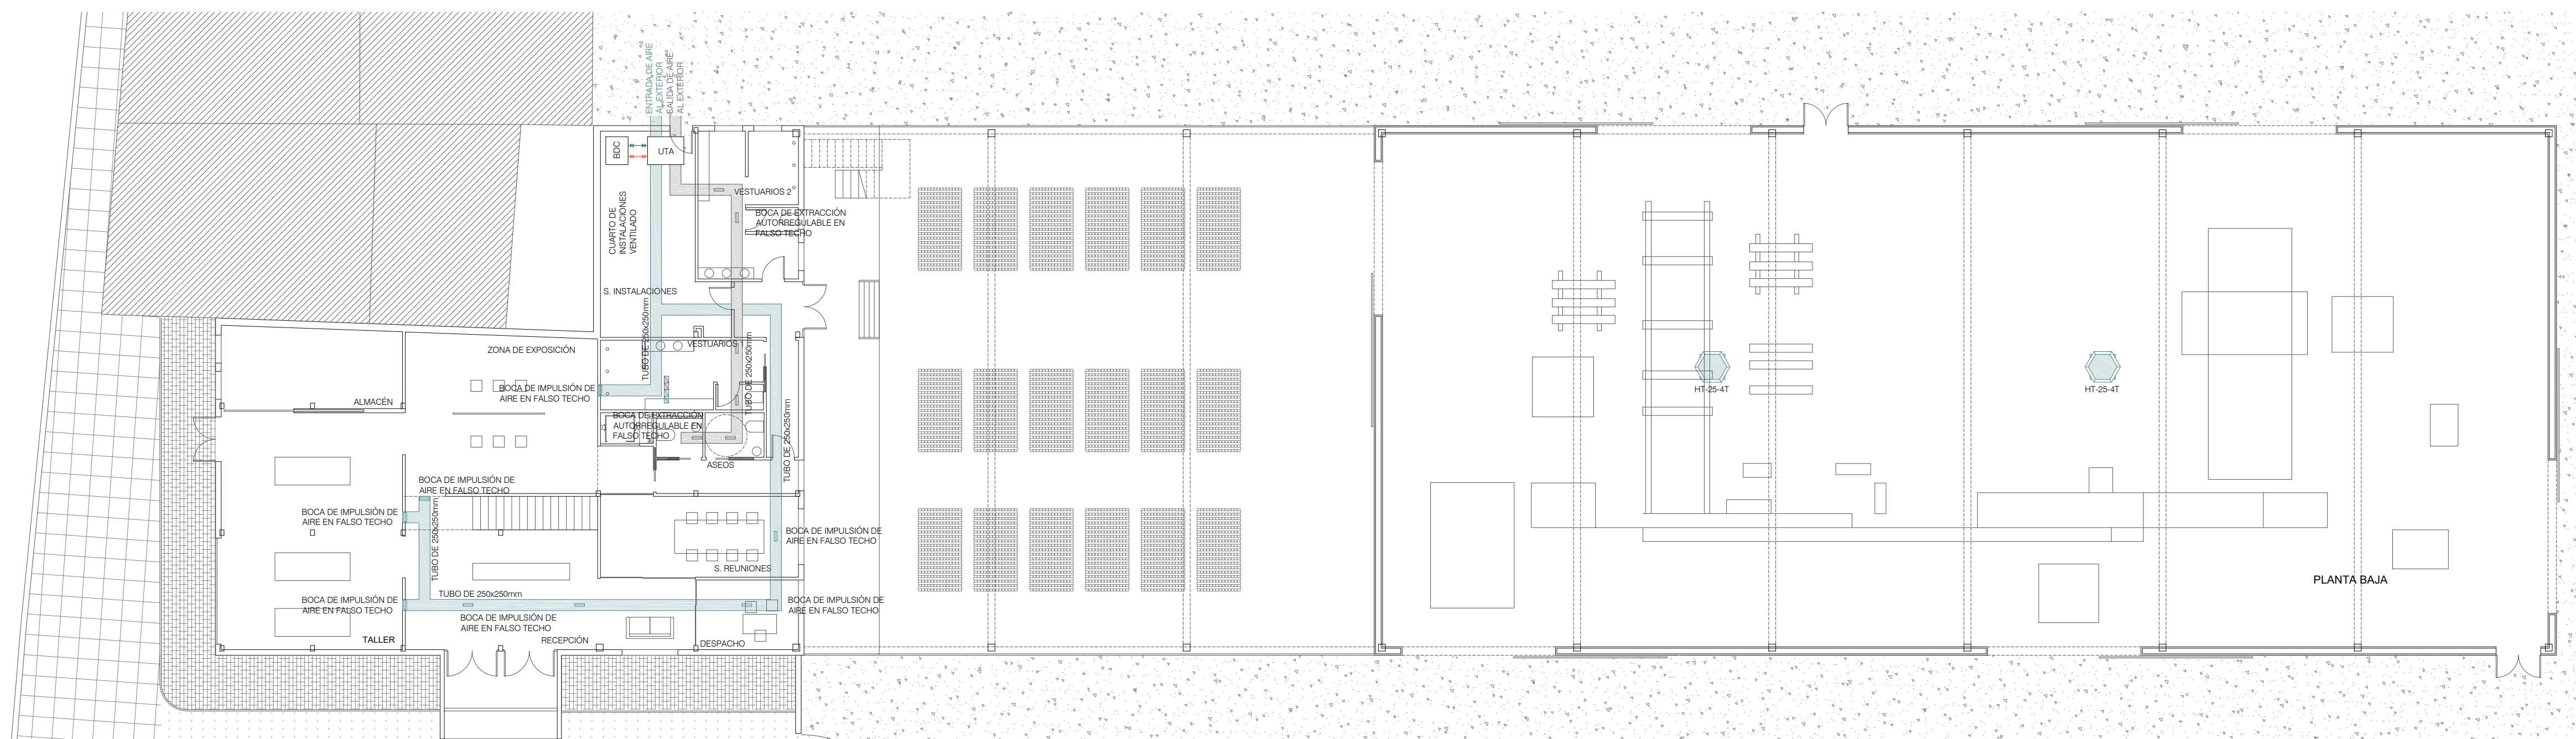 ENTRADA DE AIRE
AL EXTERIOR
SALIDA DE AIRE
AL EXTERIOR
BDC
UTA
VESTUARIOS 2
CUARTO DE
INSTALACIONES
VENTILADO
BOCA DE EXTRACCIÓN
AUTORREGULABLE EN
FALSO TECHO
S. INSTALACIONES
TUBO DE 250x250mm
VESTUARIOS 1
TUBO DE 250x250mm
ZONA DE EXPOSICIÓN
BOCA DE IMPULSIÓN DE
AIRE EN FALSO TECHO
HT-25-4T
HT-25-4T
ALMACÉN
BOCA DE EXTRACCIÓN
AUTORREGULABLE EN
FALSO TECHO
TUBO DE 250x250mm
ASEOS
BOCA DE IMPULSIÓN DE
AIRE EN FALSO TECHO
BOCA DE IMPULSIÓN DE
AIRE EN FALSO TECHO
TUBO DE 250x250mm
BOCA DE IMPULSIÓN DE
AIRE EN FALSO TECHO
S. REUNIONES
PLANTA BAJA
TUBO DE 250x250mm
BOCA DE IMPULSIÓN DE
AIRE EN FALSO TECHO
BOCA DE IMPULSIÓN DE
AIRE EN FALSO TECHO
BOCA DE IMPULSIÓN DE
AIRE EN FALSO TECHO
TALLER
RECEPCIÓN
DESPACHO